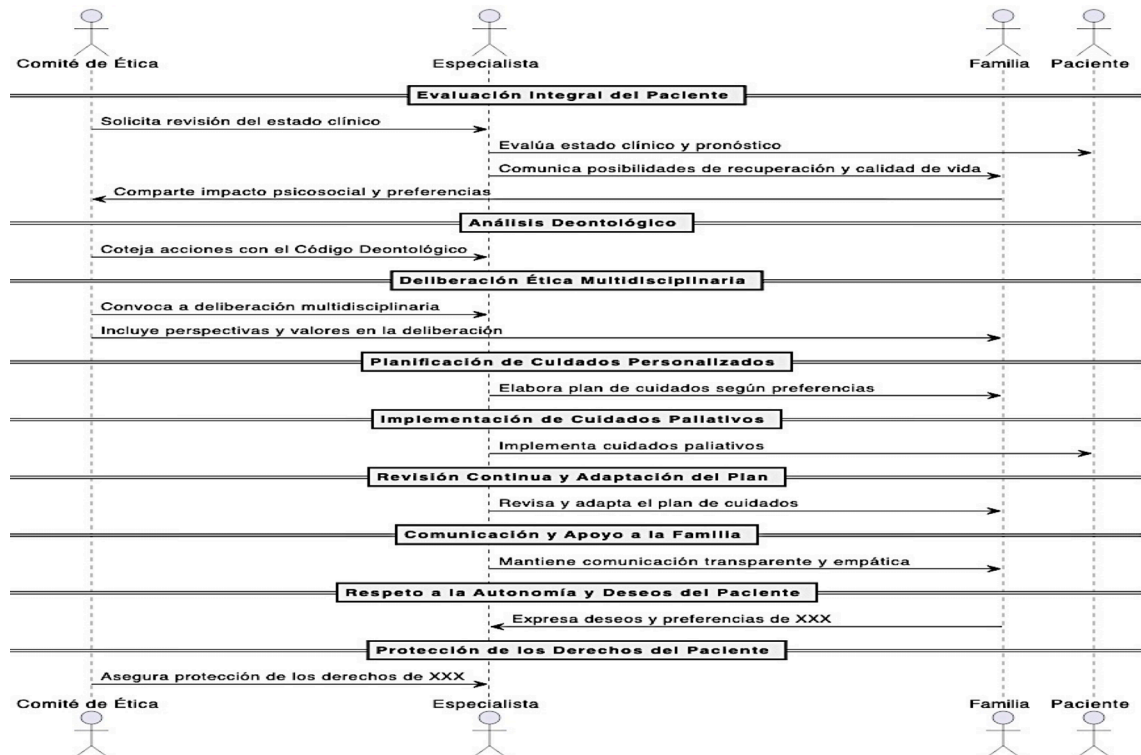 Comité de Ética Especialista Familia Paciente
Evaluación Integral del Paciente
Solicita revisión del estado clínico
Evalúa estado clínico y pronóstico
Comunica posibilidades de recuperación y calidad de vida
Comparte impacto psicosocial y preferencias
Análisis Deontológico
Coteja acciones con el Código Deontológico
Deliberación Ética Multidisciplinaria
Convoca a deliberación multidisciplinaria
Incluye perspectivas y valores en la deliberación
Planificación de Cuidados Personalizados
Elabora plan de cuidados según preferencias
Implementación de Cuidados Paliativos
Implementa cuidados paliativos
Revisión Continua y Adaptación del Plan
Revisa y adapta el plan de cuidados
Comunicación y Apoyo a la Familia
Mantiene comunicación transparente y empática
Respeto a la Autonomía y Deseos del Paciente
Expresa deseos y preferencias de XXX
Protección de los Derechos del Paciente
Asegura protección de los derechos de XXX
Comité de Ética Especialista Familia Paciente